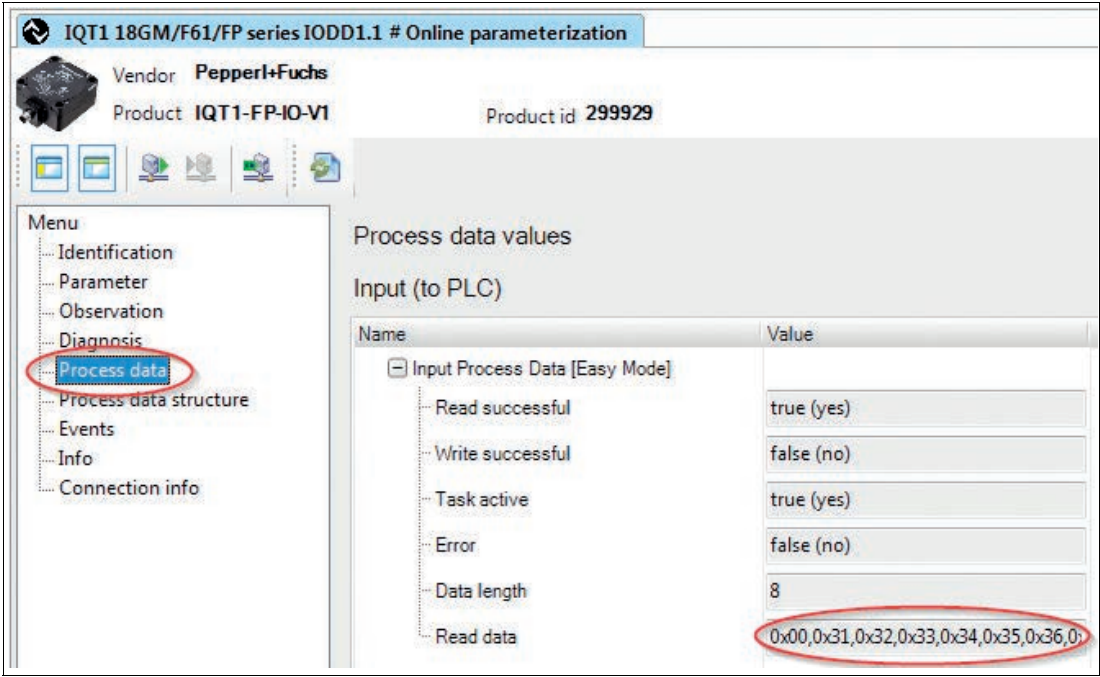 IQT1 18GM/F61/FP series IODD1.1 # Online parameterization
Vendor Pepperl+Fuchs
Product IQT1-FP-IO-V1 Product id 299929
Menu
Identification
Parameter
Observation
Diagnosis
Process data
Process data structure
Events
Info
Connection info
Process data values
Input (to PLC)
Name Value
Input Process Data [Easy Mode]
Read successful true (yes)
Write successful false (no)
Task active true (yes)
Error false (no)
Data length 8
Read data 0x00,0x31,0x32,0x33,0x34,0x35,0x36,0